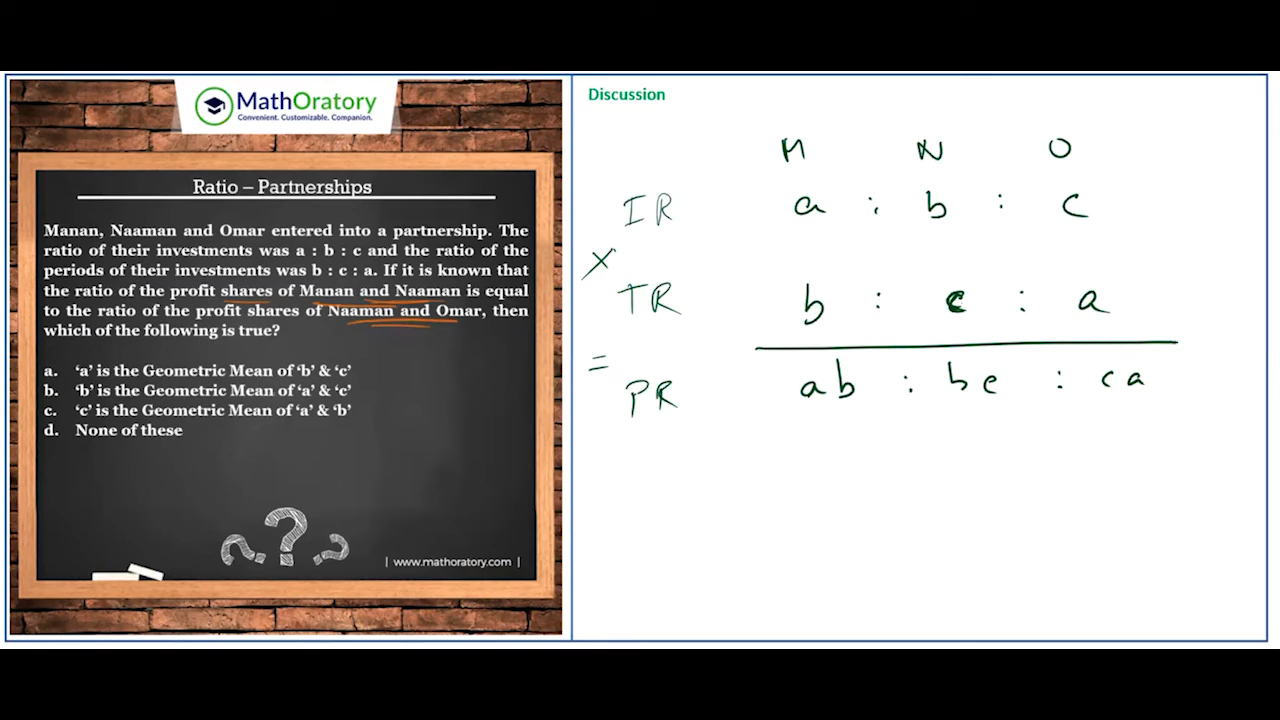 MathOratory
Convenient. Customizable. Companion.
Ratio – Partnerships
Manan, Naaman and Omar entered into a partnership. The
ratio of their investments was a : b : c and the ratio of the
periods of their investments was b : c : a. If it is known that
the ratio of the profit shares of Manan and Naaman is equal
to the ratio of the profit shares of Naaman and Omar, then
which of the following is true?
a. ‘a’ is the Geometric Mean of ‘b’ & ‘c’
b. ‘b’ is the Geometric Mean of ‘a’ & ‘c’
c. ‘c’ is the Geometric Mean of ‘a’ & ‘b’
d. None of these
| www.mathoratory.com |
Discussion
M N O
IR a : b : c
×
TR b : c : a
=
PR ab : bc : ca